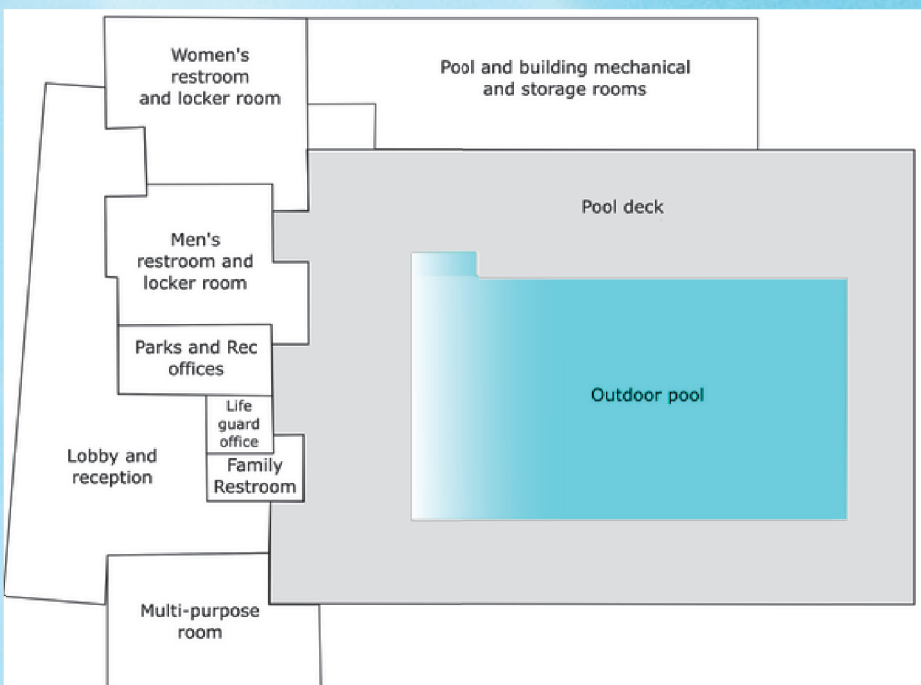 Women's
restroom
and locker room
Pool and building mechanical
and storage rooms
Pool deck
Men's
restroom and
locker room
Parks and Rec
offices
Life
guard
office
Outdoor pool
Lobby and
reception
Family
Restroom
Multi-purpose
room